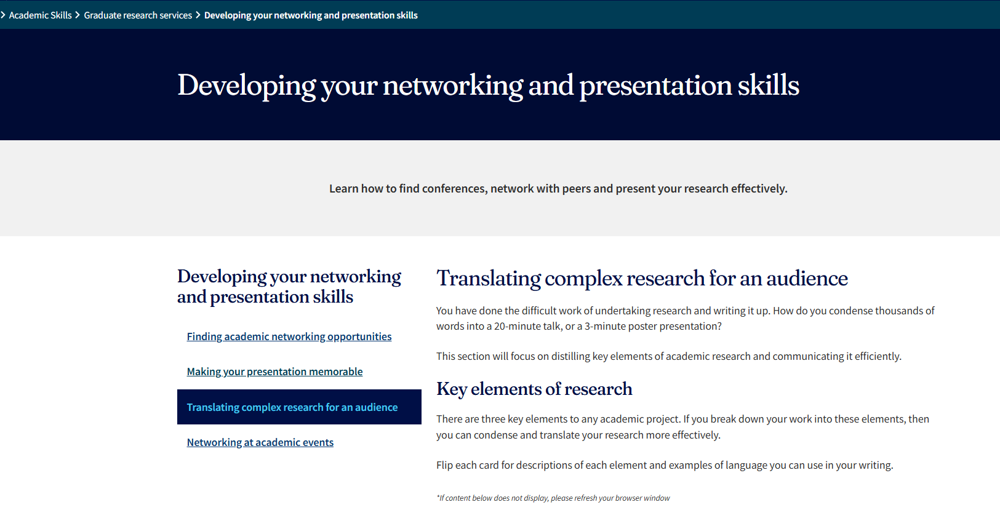 > Academic Skills > Graduate research services > Developing your networking and presentation skills
Developing your networking and presentation skills
Learn how to find conferences, network with peers and present your research effectively.
Developing your networking
and presentation skills
Finding academic networking opportunities
Making your presentation memorable
Translating complex research for an audience
Networking at academic events
Translating complex research for an audience
You have done the difficult work of undertaking research and writing it up. How do you condense thousands of
words into a 20-minute talk, or a 3-minute poster presentation?
This section will focus on distilling key elements of academic research and communicating it efficiently.
Key elements of research
There are three key elements to any academic project. If you break down your work into these elements, then
you can condense and translate your research more effectively.
Flip each card for descriptions of each element and examples of language you can use in your writing.
*If content below does not display, please refresh your browser window